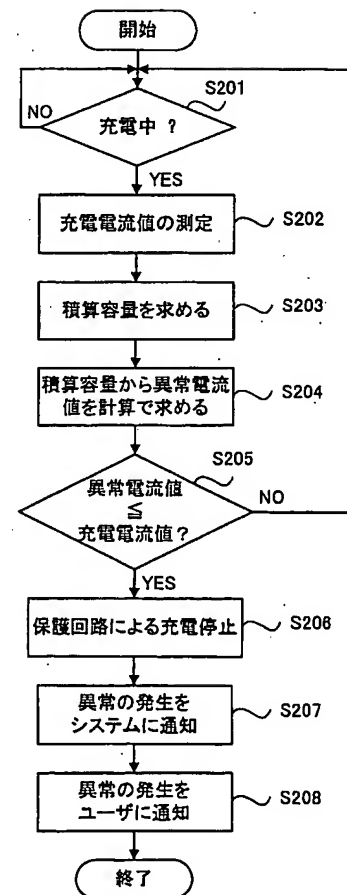 開始
S201
NO
充電中 ?
YES
充電電流値の測定
S202
積算容量を求める
S203
積算容量から異常電流
値を計算で求める
S204
S205
異常電流値
≦
充電電流値?
NO
YES
保護回路による充電停止
S206
異常の発生を
システムに通知
S207
異常の発生を
ユーザに通知
S208
終了